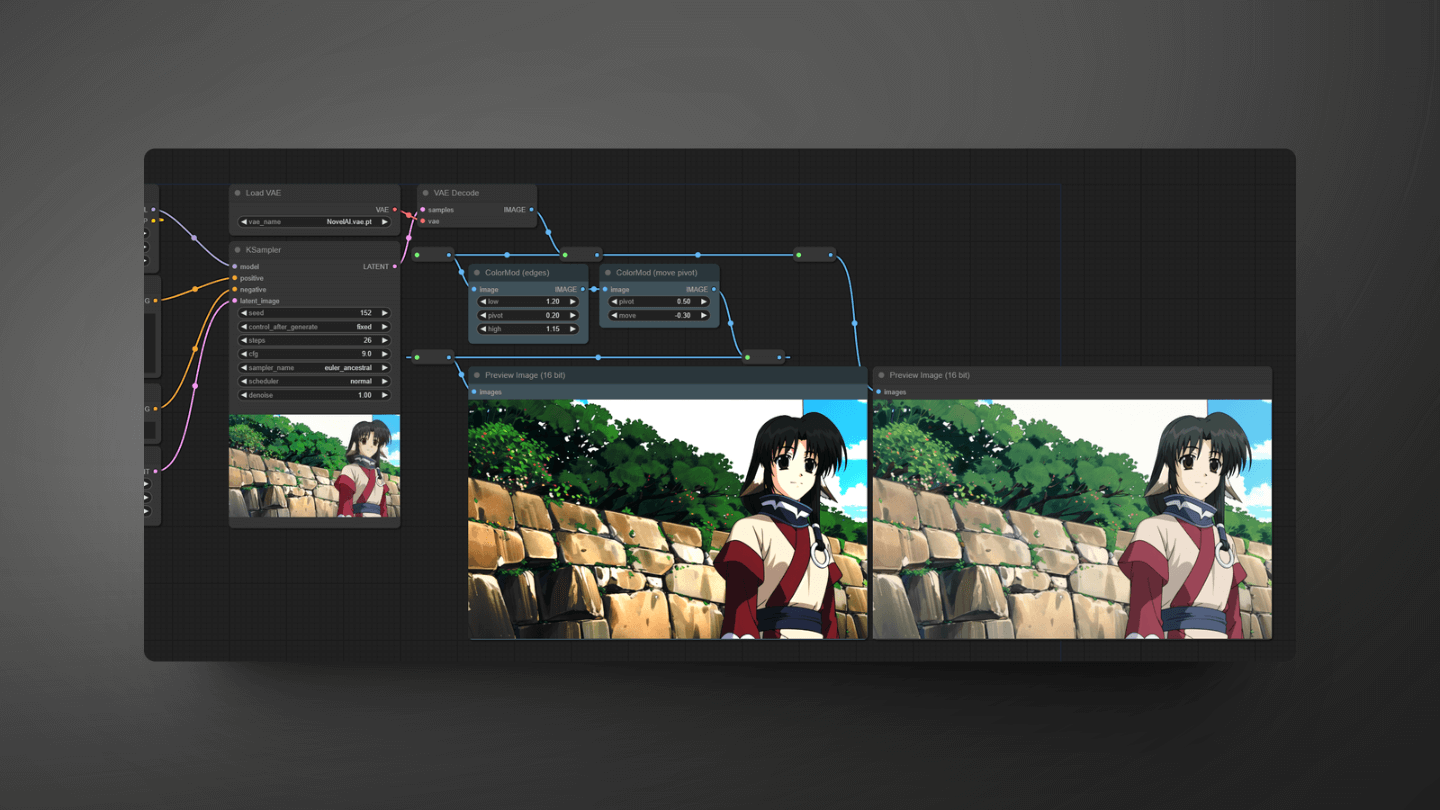 Load VAE
VAE
vae_name NovelAI.vae.pt
VAE Decode
samples IMAGE
vae
KSampler
model LATENT
positive
negative
latent_image
seed 152
control_after_generate fixed
steps 26
cfg 9.0
sampler_name euler_ancestral
scheduler normal
denoise 1.00
L
P
G
G
T
ColorMod (edges)
image IMAGE
low 1.20
pivot 0.20
high 1.15
ColorMod (move pivot)
image IMAGE
pivot 0.50
move -0.30
Preview Image (16 bit)
images
Preview Image (16 bit)
images